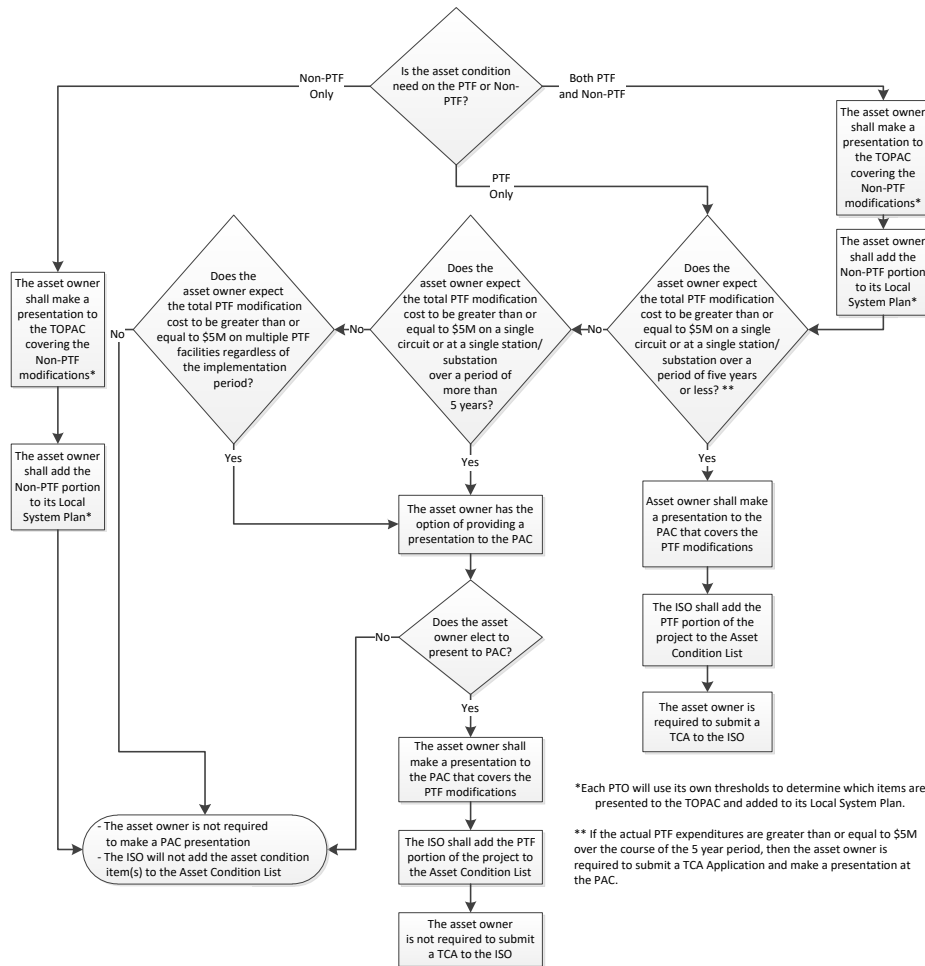 Is the asset condition
need on the PTF or Non-
PTF?
Non-PTF
Only
Both PTF
and Non-PTF
PTF
Only
The asset owner
shall make a
presentation to
the TOPAC
covering the
Non-PTF
modifications*
The asset owner
shall add the
Non-PTF portion
to its Local
System Plan*
The asset owner
shall make a
presentation to
the TOPAC
covering the
Non-PTF
modifications*
The asset owner
shall add the
Non-PTF portion
to its Local
System Plan*
No
Does the
asset owner expect
the total PTF modification
cost to be greater than or
equal to $5M on multiple PTF
facilities regardless of
the implementation
period?
No
Does the
asset owner expect
the total PTF modification
cost to be greater than or
equal to $5M on a single
circuit or at a single station/
substation
over a period of
more than
5 years?
No
Does the
asset owner expect
the total PTF modification
cost to be greater than or
equal to $5M on a single
circuit or at a single station/
substation over a
period of five years
or less? **
Yes
Yes
Yes
The asset owner has the
option of providing a
presentation to the PAC
Asset owner shall make
a presentation to the
PAC that covers the
PTF modifications
The ISO shall add the
PTF portion of the
project to the Asset
Condition List
The asset owner is
required to submit a
TCA to the ISO
No
Does the asset
owner elect to
present to PAC?
Yes
The asset owner shall
make a presentation to
the PAC that covers the
PTF modifications
The ISO shall add the PTF
portion of the project to
the Asset Condition List
The asset owner
is not required to submit
a TCA to the ISO
- The asset owner is not required
to make a PAC presentation
- The ISO will not add the asset condition
item(s) to the Asset Condition List
*Each PTO will use its own thresholds to determine which items are
presented to the TOPAC and added to its Local System Plan.
** If the actual PTF expenditures are greater than or equal to $5M
over the course of the 5 year period, then the asset owner is
required to submit a TCA Application and make a presentation at
the PAC.